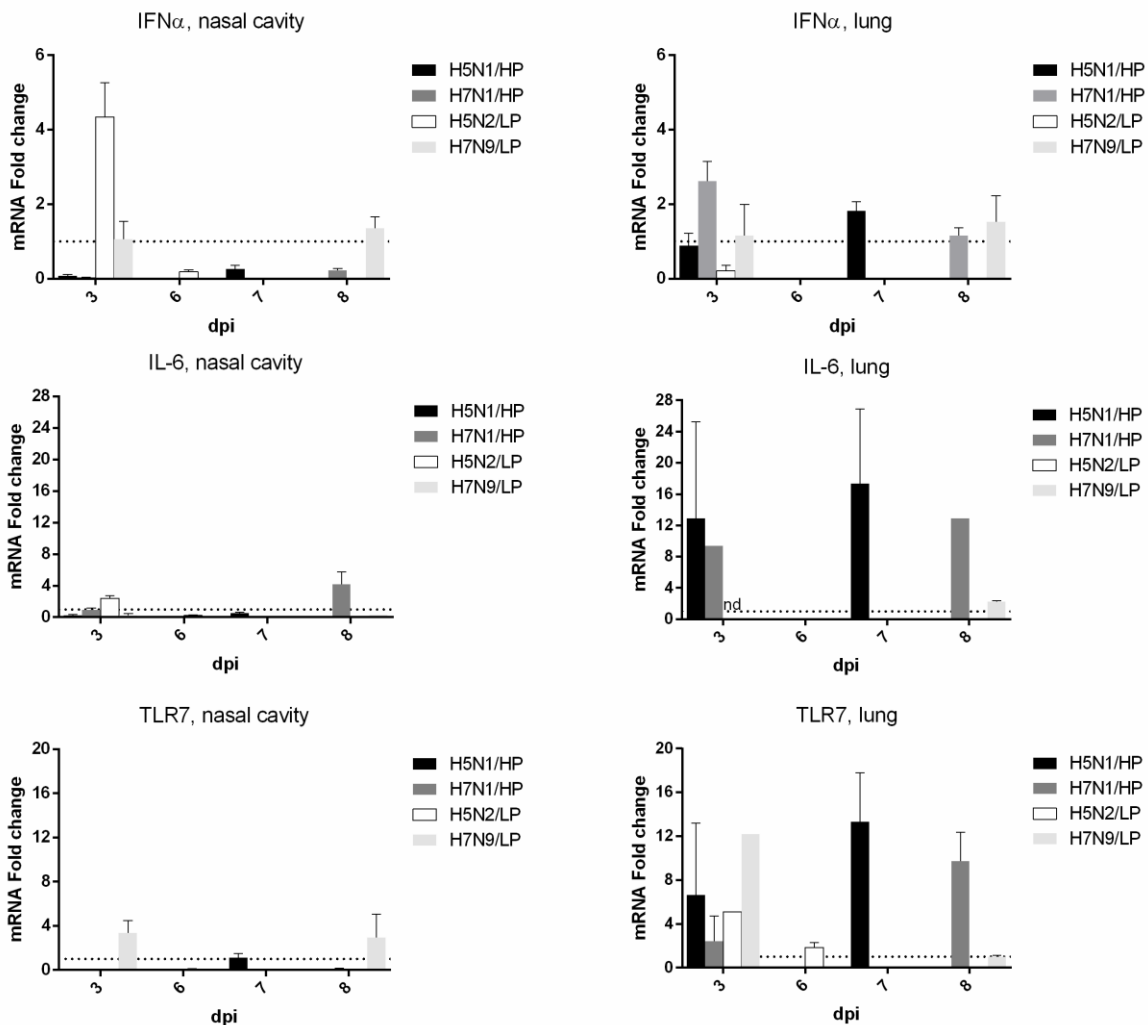 IFNα, nasal cavity
mRNA Fold change
6
4
2
0
3
6
7
8
dpi
H5N1/HP
H7N1/HP
H5N2/LP
H7N9/LP
IFNα, lung
mRNA Fold change
6
4
2
0
3
6
7
8
dpi
H5N1/HP
H7N1/HP
H5N2/LP
H7N9/LP
IL-6, nasal cavity
mRNA Fold change
28
24
20
16
12
8
4
0
3
6
7
8
dpi
H5N1/HP
H7N1/HP
H5N2/LP
H7N9/LP
IL-6, lung
mRNA Fold change
28
24
20
16
12
8
4
0
nd
3
6
7
8
dpi
H5N1/HP
H7N1/HP
H5N2/LP
H7N9/LP
TLR7, nasal cavity
mRNA Fold change
20
16
12
8
4
0
3
6
7
8
dpi
H5N1/HP
H7N1/HP
H5N2/LP
H7N9/LP
TLR7, lung
mRNA Fold change
20
16
12
8
4
0
3
6
7
8
dpi
H5N1/HP
H7N1/HP
H5N2/LP
H7N9/LP